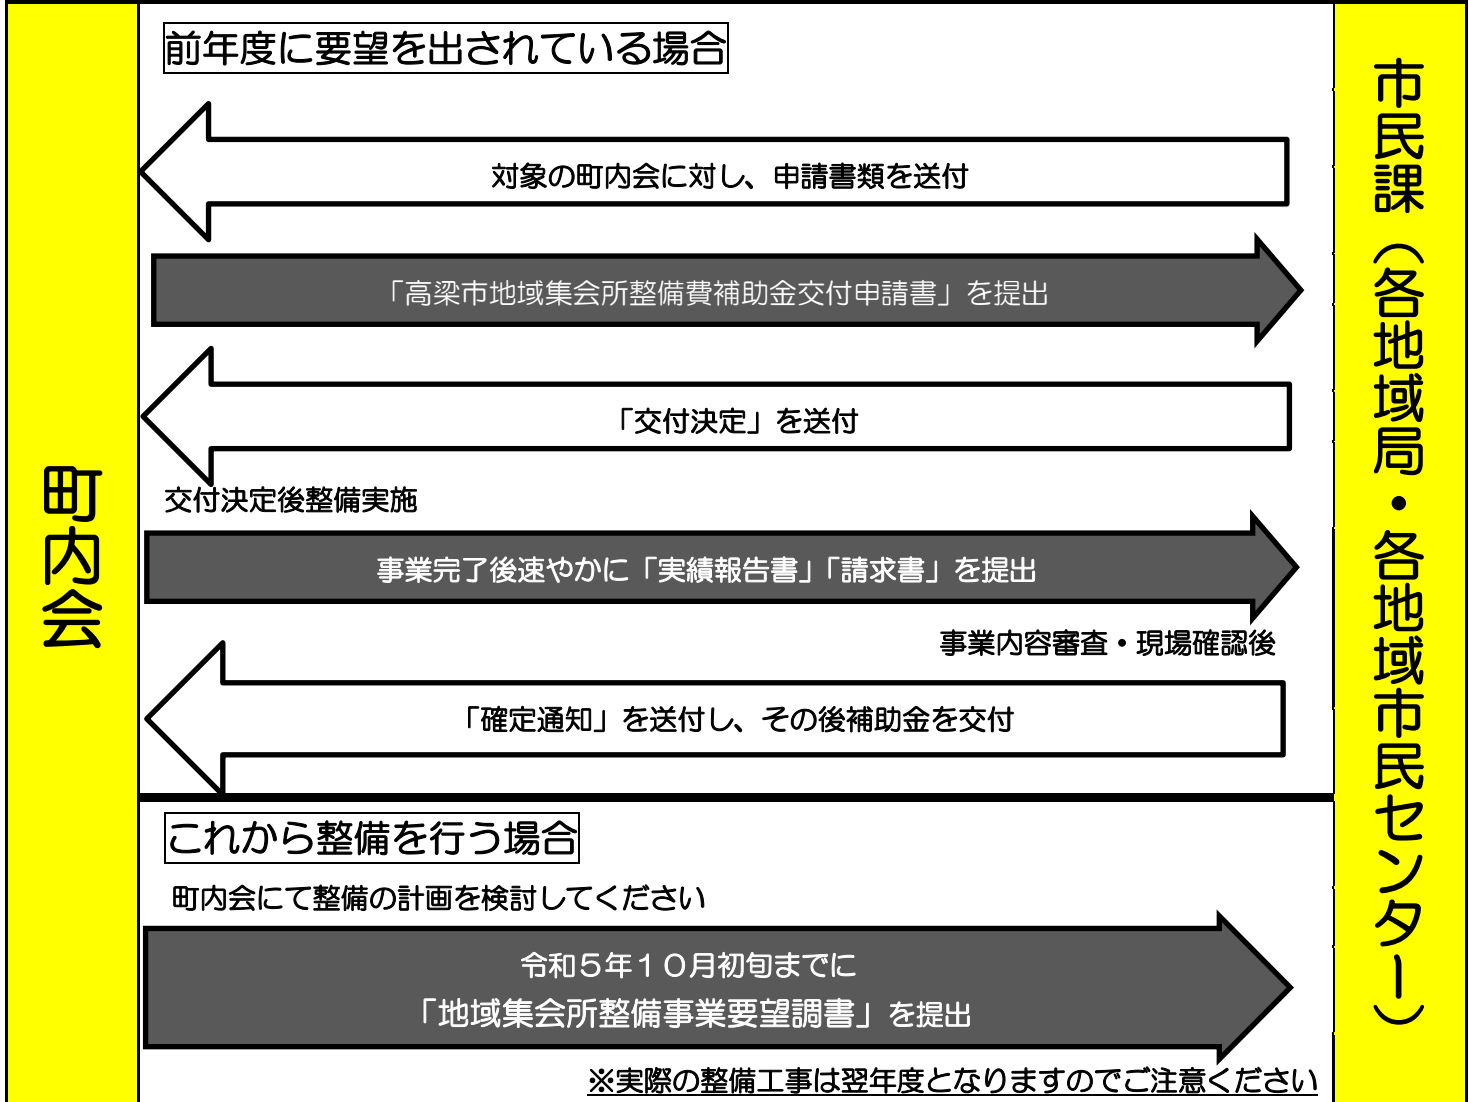 町内会
前年度に要望を出されている場合
対象の町内会に対し、申請書類を送付
「高梁市地域集会所整備費補助金交付申請書」を提出
「交付決定」を送付
交付決定後整備実施
事業完了後速やかに「実績報告書」「請求書」を提出
事業内容審査・現場確認後
「確定通知」を送付し、その後補助金を交付
これから整備を行う場合
町内会にて整備の計画を検討してください
令和５年１０月初旬までに
「地域集会所整備事業要望調書」を提出
※実際の整備工事は翌年度となりますのでご注意ください
市民課（各地域局・各地域市民センター）